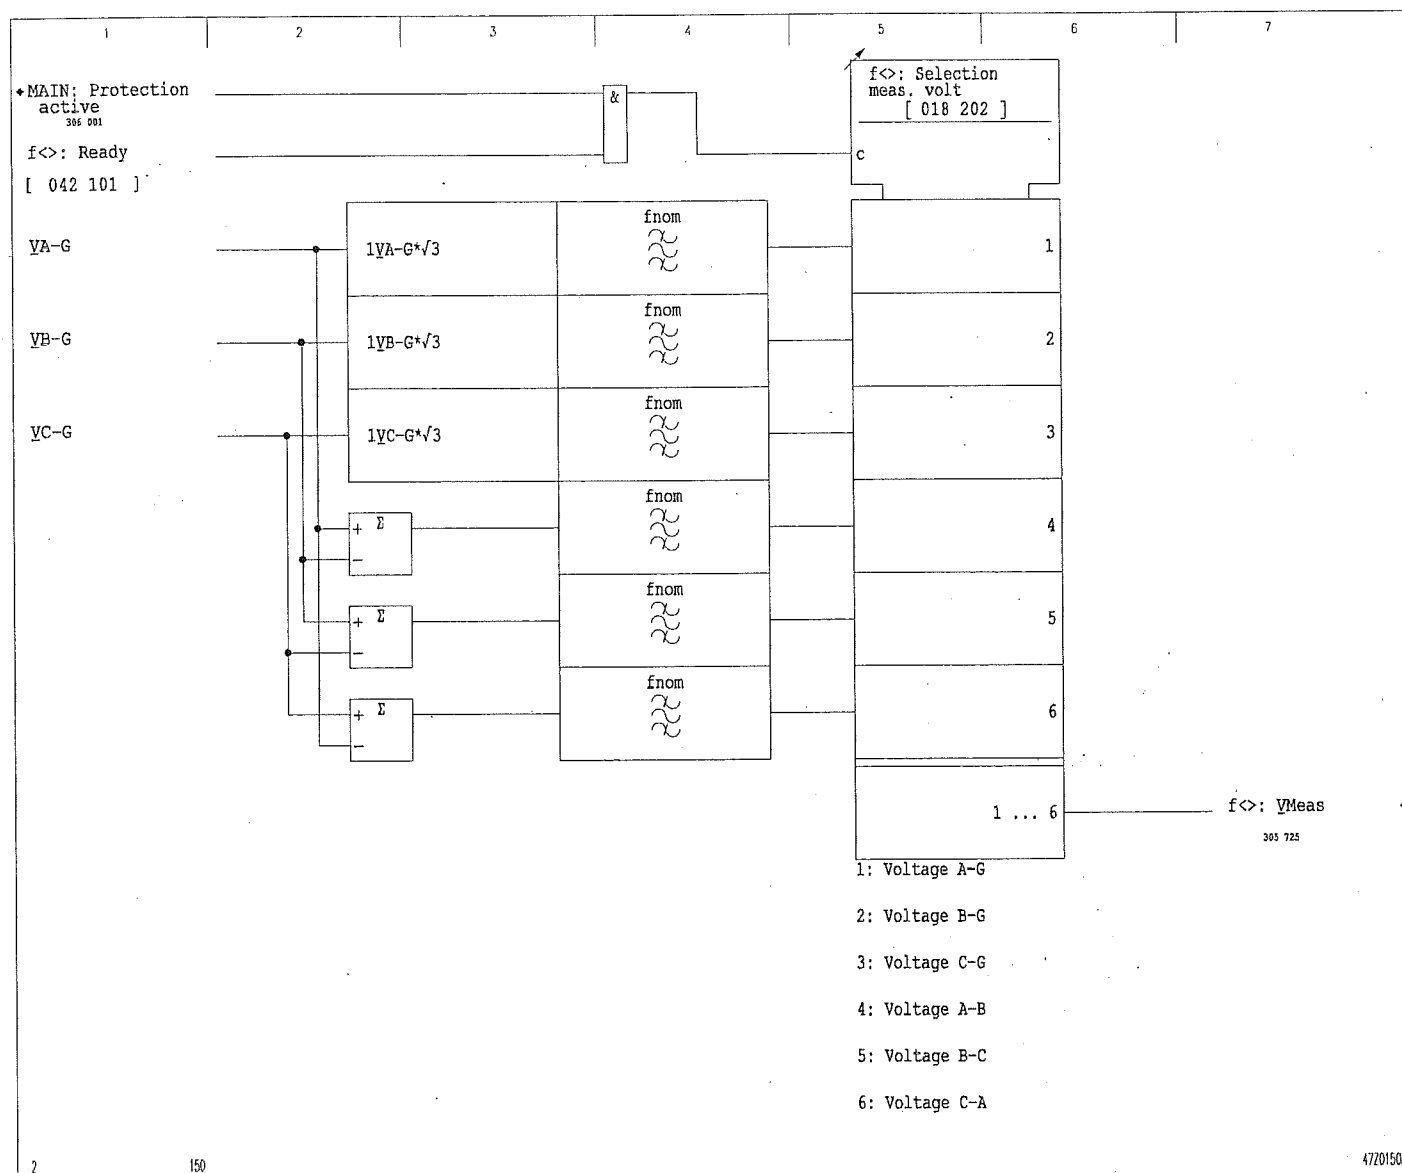 1 2 3 4 5 6 7
MAIN: Protection
active
306 001
f<>: Ready
[ 042 101 ]
&
f<>: Selection
meas. volt
[ 018 202 ]
c
VA-G
1VA-G*√3
fnom
1
VB-G
1VB-G*√3
fnom
2
VC-G
1VC-G*√3
fnom
3
+ Σ
−
fnom
4
+ Σ
−
fnom
5
+ Σ
−
fnom
6
1 ... 6
f<>: VMeas
303 725
1: Voltage A-G
2: Voltage B-G
3: Voltage C-G
4: Voltage A-B
5: Voltage B-C
6: Voltage C-A
2 150 47Z0150